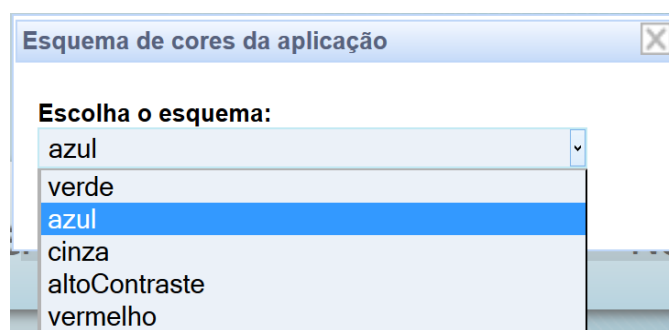 Esquema de cores da aplicação
Escolha o esquema:
azul
verde
azul
cinza
altoContraste
vermelho